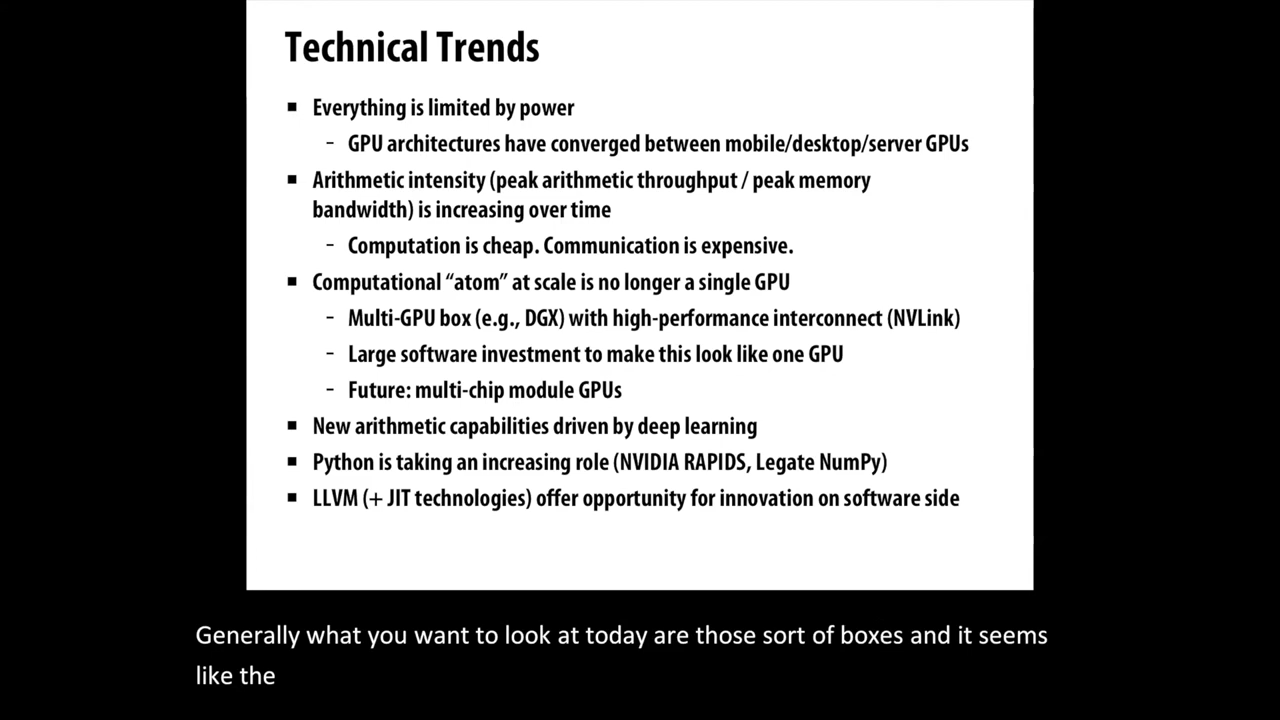 Technical Trends
▪ Everything is limited by power
– GPU architectures have converged between mobile/desktop/server GPUs
▪ Arithmetic intensity (peak arithmetic throughput / peak memory
bandwidth) is increasing over time
– Computation is cheap. Communication is expensive.
▪ Computational “atom” at scale is no longer a single GPU
– Multi-GPU box (e.g., DGX) with high-performance interconnect (NVLink)
– Large software investment to make this look like one GPU
– Future: multi-chip module GPUs
▪ New arithmetic capabilities driven by deep learning
▪ Python is taking an increasing role (NVIDIA RAPIDS, Legate NumPy)
▪ LLVM (+ JIT technologies) offer opportunity for innovation on software side
Generally what you want to look at today are those sort of boxes and it seems
like the